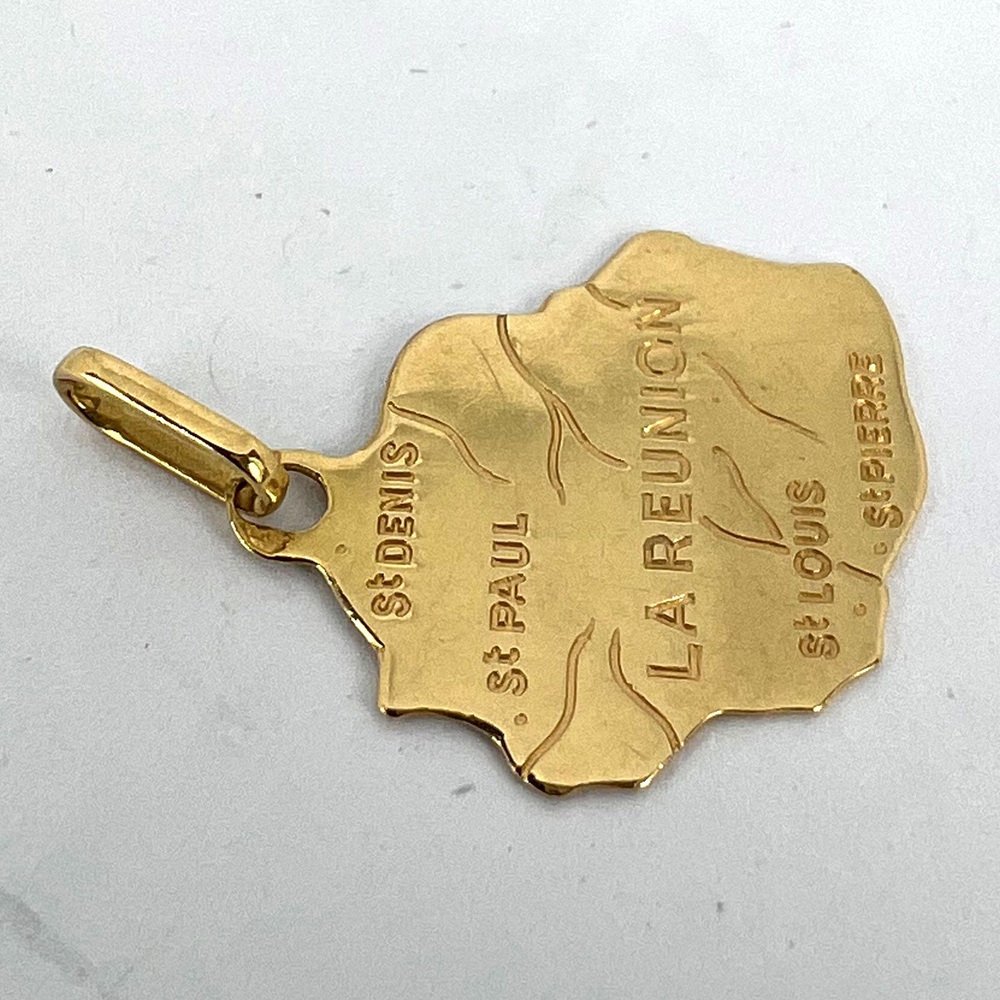 St DENIS
St PAUL
LA REUNION
St LOUIS
St PIERRE